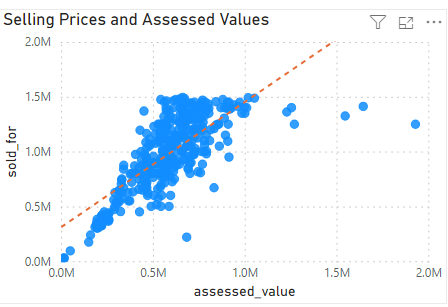 Selling Prices and Assessed Values
2.0M
1.5M
1.0M
0.5M
0.0M
sold_for
0.0M 0.5M 1.0M 1.5M 2.0M
assessed_value